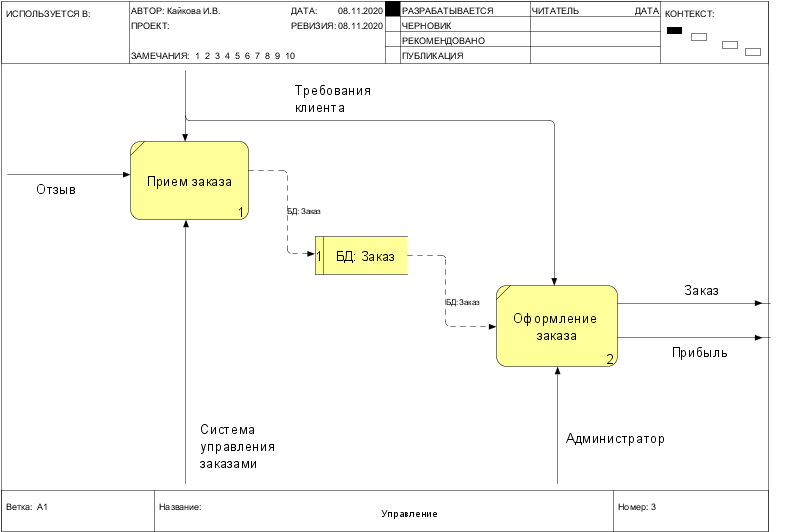 ИСПОЛЬЗУЕТСЯ В:
АВТОР: Кайкова И.В.
ДАТА: 08.11.2020
ПРОЕКТ:
РЕВИЗИЯ: 08.11.2020
ЗАМЕЧАНИЯ: 1 2 3 4 5 6 7 8 9 10
РАЗРАБАТЫВАЕТСЯ
ЧЕРНОВИК
РЕКОМЕНДОВАНО
ПУБЛИКАЦИЯ
ЧИТАТЕЛЬ
ДАТА
КОНТЕКСТ:
Требования
клиента
Отзыв
Прием заказа
1
БД: Заказ
1
БД: Заказ
БД: Заказ
Оформление
заказа
2
Заказ
Прибыль
Система
управления
заказами
Администратор
Ветка: A1
Название:
Управление
Номер: 3